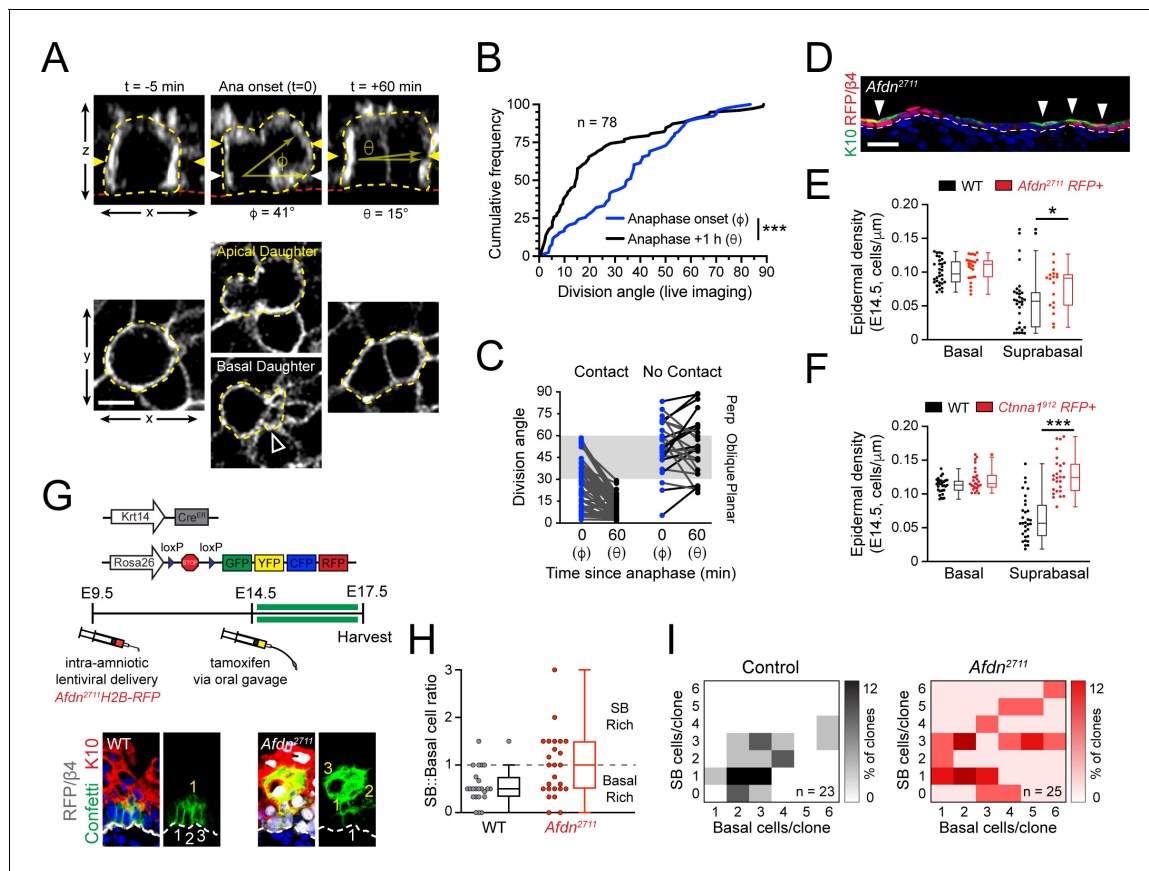 A
t = -5 min
Ana onset (t=0)
t = +60 min
z
ϕ
θ
x
ϕ = 41°
θ = 15°
Apical Daughter
y
Basal Daughter
x
B
100
75
50
25
0
Cumulative frequency
n = 78
Anaphase onset (ϕ)
Anaphase +1 h (θ)
***
0 10 20 30 40 50 60 70 80 90
Division angle (live imaging)
C
Contact No Contact
90
75
60
45
30
15
0
Division angle
Perp
Oblique
Planar
0 60 0 60
(ϕ) (θ) (ϕ) (θ)
Time since anaphase (min)
D
Afdn2711
K10 RFP/β4
E
WT Afdn2711 RFP+
0.20
0.15
0.10
0.05
0
Epidermal density
(E14.5, cells/μm)
*
Basal Suprabasal
F
WT Ctnna1912 RFP+
0.20
0.15
0.10
0.05
0
Epidermal density
(E14.5, cells/μm)
***
Basal Suprabasal
G
Krt14 CreER
loxP loxP
Rosa26 STOP GFP YFP CFP RFP
E9.5 E14.5 E17.5
Harvest
intra-amniotic
lentiviral delivery
Afdn2711H2B-RFP
tamoxifen
via oral gavage
RFP/β4
Confetti K10
WT
1
1 2 3
Afdn2711
3
1
2
1
H
SB::Basal cell ratio
3
2
1
0
SB
Rich
Basal
Rich
WT Afdn2711
I
Control
SB cells/clone
6
5
4
3
2
1
0
n = 23
1 2 3 4 5 6
Basal cells/clone
12
0
% of clones
Afdn2711
SB cells/clone
6
5
4
3
2
1
0
n = 25
1 2 3 4 5 6
Basal cells/clone
12
0
% of clones